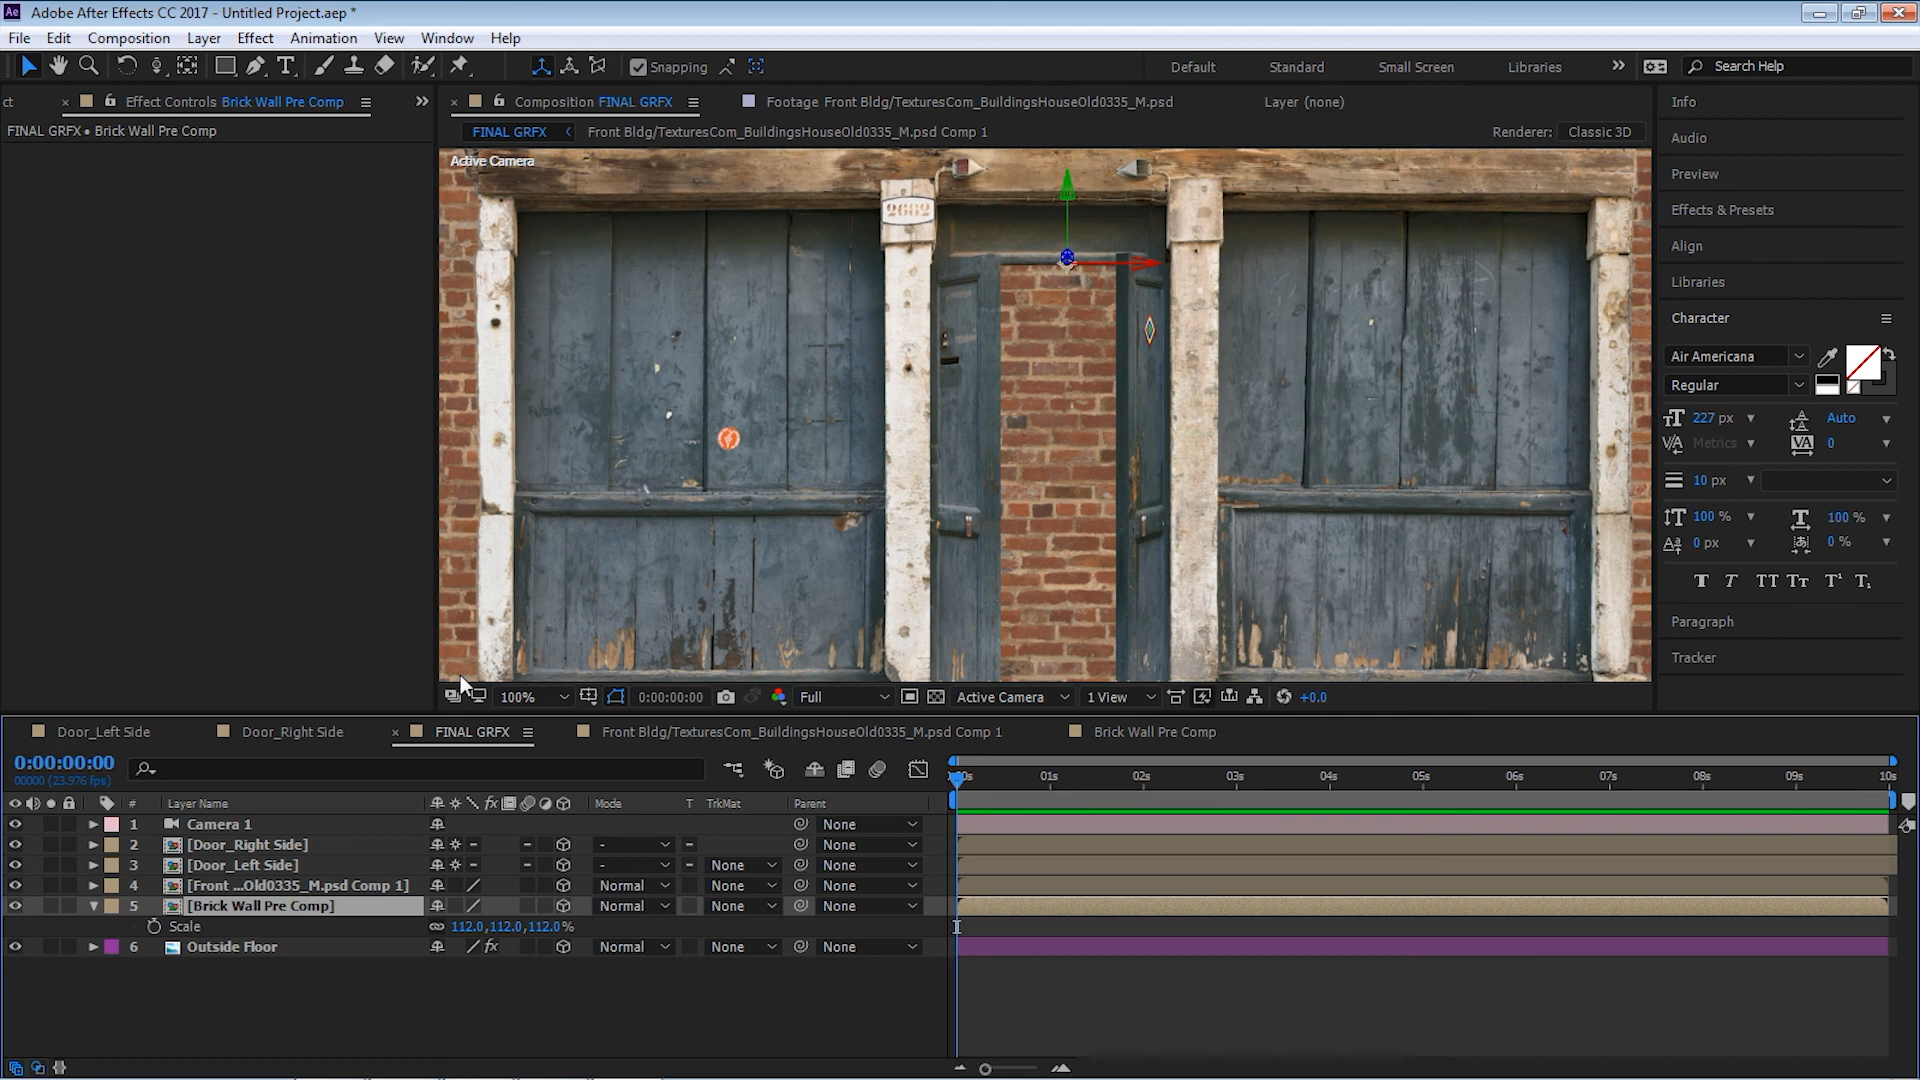 Ae Adobe After Effects CC 2017 - Untitled Project.aep *
File Edit Composition Layer Effect Animation View Window Help
Snapping Default Standard Small Screen Libraries Search Help
ct × Effect Controls Brick Wall Pre Comp
× Composition FINAL GRFX Footage Front Bldg/TexturesCom_BuildingsHouseOld0335_M.psd Layer (none)
FINAL GRFX • Brick Wall Pre Comp
FINAL GRFX Front Bldg/TexturesCom_BuildingsHouseOld0335_M.psd Comp 1 Renderer: Classic 3D
Active Camera
2682
Info
Audio
Preview
Effects & Presets
Align
Libraries
Character
Air Americana
Regular
227 px Auto
Metrics 0
10 px
100 % 100 %
0 px 0 %
T T TT Tt T¹ T₁
Paragraph
Tracker
100% 0:00:00:00 Full Active Camera 1 View +0.0
Door_Left Side Door_Right Side × FINAL GRFX Front Bldg/TexturesCom_BuildingsHouseOld0335_M.psd Comp 1 Brick Wall Pre Comp
0:00:00:00
00000 (23.976 fps)
01s 02s 03s 04s 05s 06s 07s 08s 09s 10s
# Layer Name fx Mode T TrkMat Parent
1 Camera 1 None
2 [Door_Right Side] - None
3 [Door_Left Side] - None None
4 [Front ...Old0335_M.psd Comp 1] Normal None None
5 [Brick Wall Pre Comp] Normal None None
Scale 112.0,112.0,112.0%
6 Outside Floor fx Normal None None